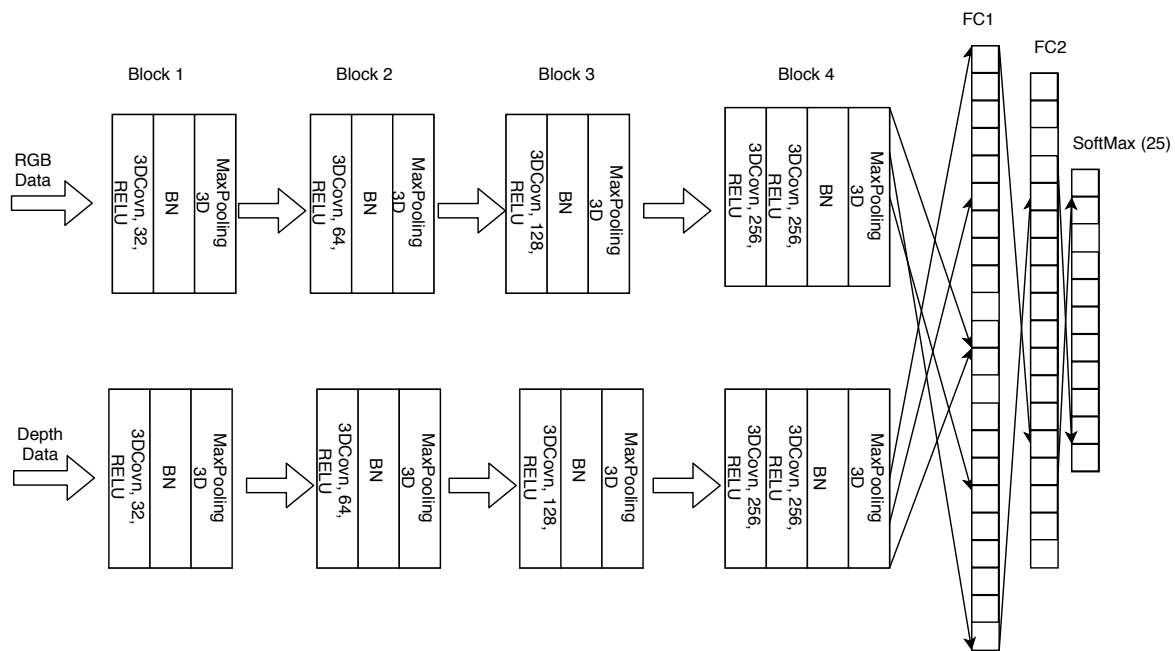 FC1
FC2
Block 1
Block 2
Block 3
Block 4
SoftMax (25)
RGB
Data
3DCovn, 32,
RELU
BN
MaxPooling
3D
3DCovn, 64,
RELU
BN
MaxPooling
3D
3DCovn, 128,
RELU
BN
MaxPooling
3D
3DCovn, 256,
RELU
3DCovn, 256,
RELU
BN
MaxPooling
3D
Depth
Data
3DCovn, 32,
RELU
BN
MaxPooling
3D
3DCovn, 64,
RELU
BN
MaxPooling
3D
3DCovn, 128,
RELU
BN
MaxPooling
3D
3DCovn, 256,
RELU
3DCovn, 256,
RELU
BN
MaxPooling
3D